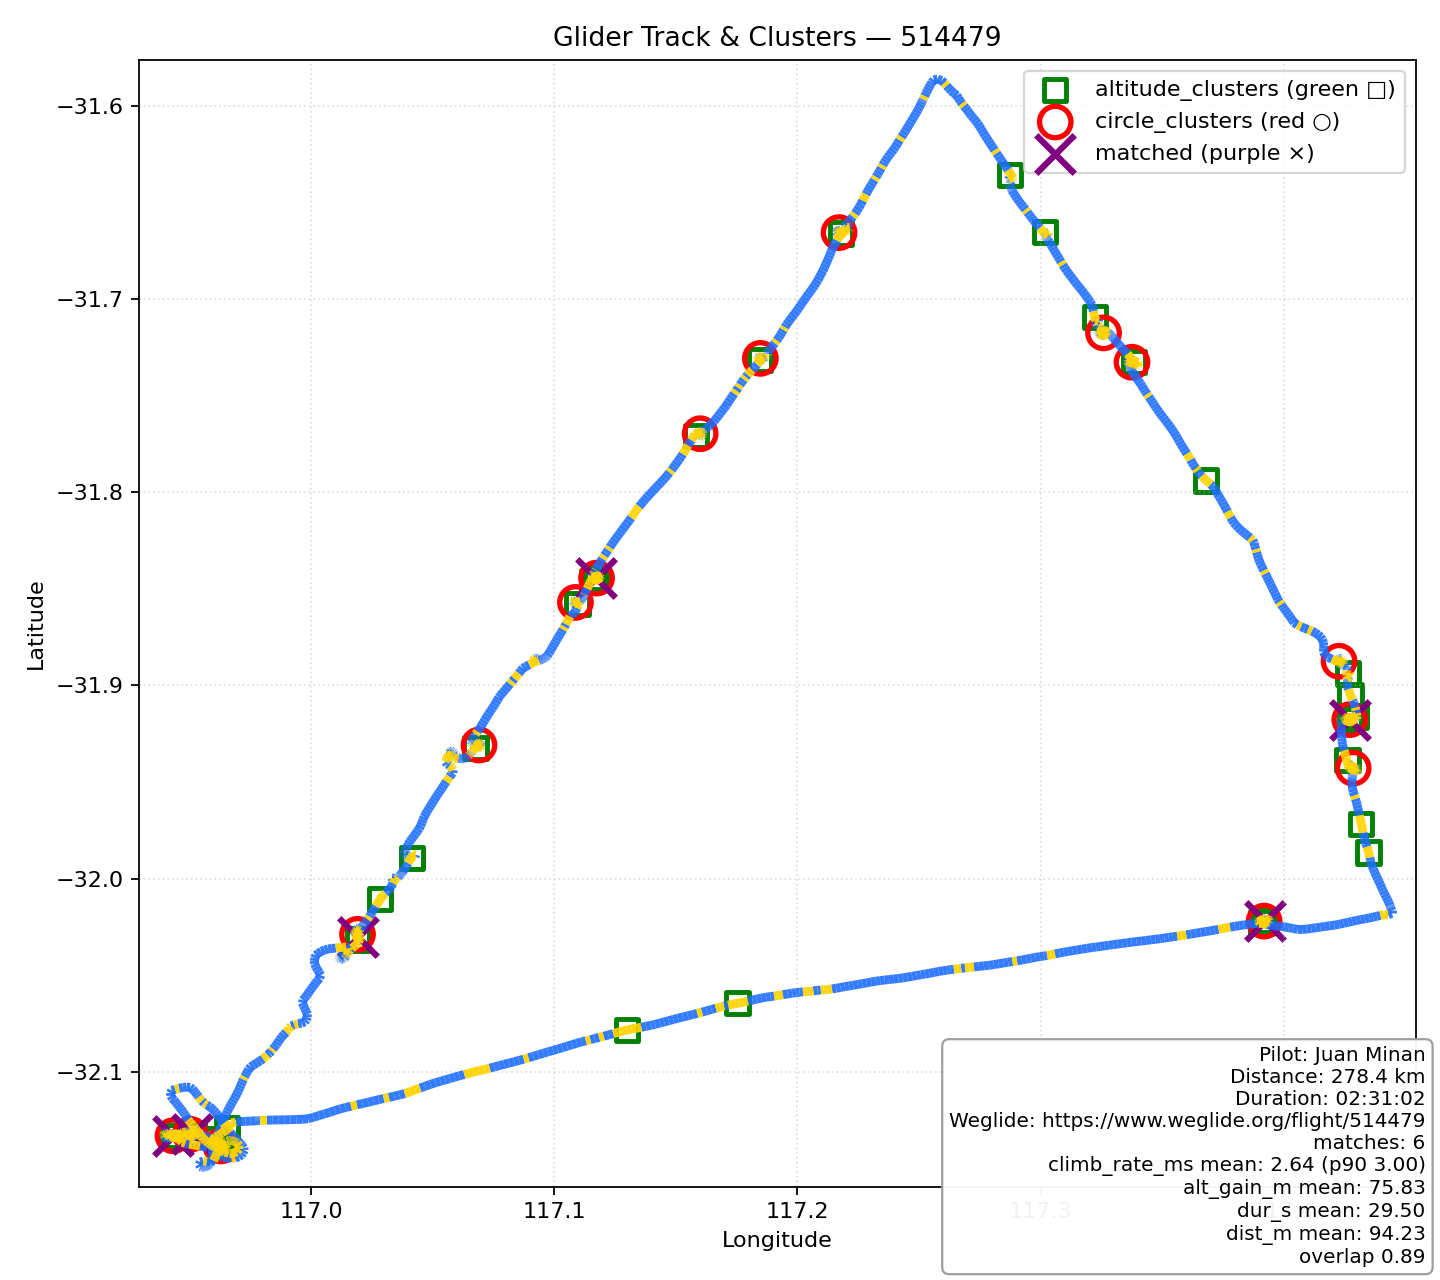 Glider Track & Clusters — 514479
altitude_clusters (green □)
circle_clusters (red ○)
matched (purple ×)
−31.6
−31.7
−31.8
−31.9
−32.0
−32.1
Latitude
117.0
117.1
117.2
117.3
Longitude
Pilot: Juan Minan
Distance: 278.4 km
Duration: 02:31:02
Weglide: https://www.weglide.org/flight/514479
matches: 6
climb_rate_ms mean: 2.64 (p90 3.00)
alt_gain_m mean: 75.83
dur_s mean: 29.50
dist_m mean: 94.23
overlap 0.89